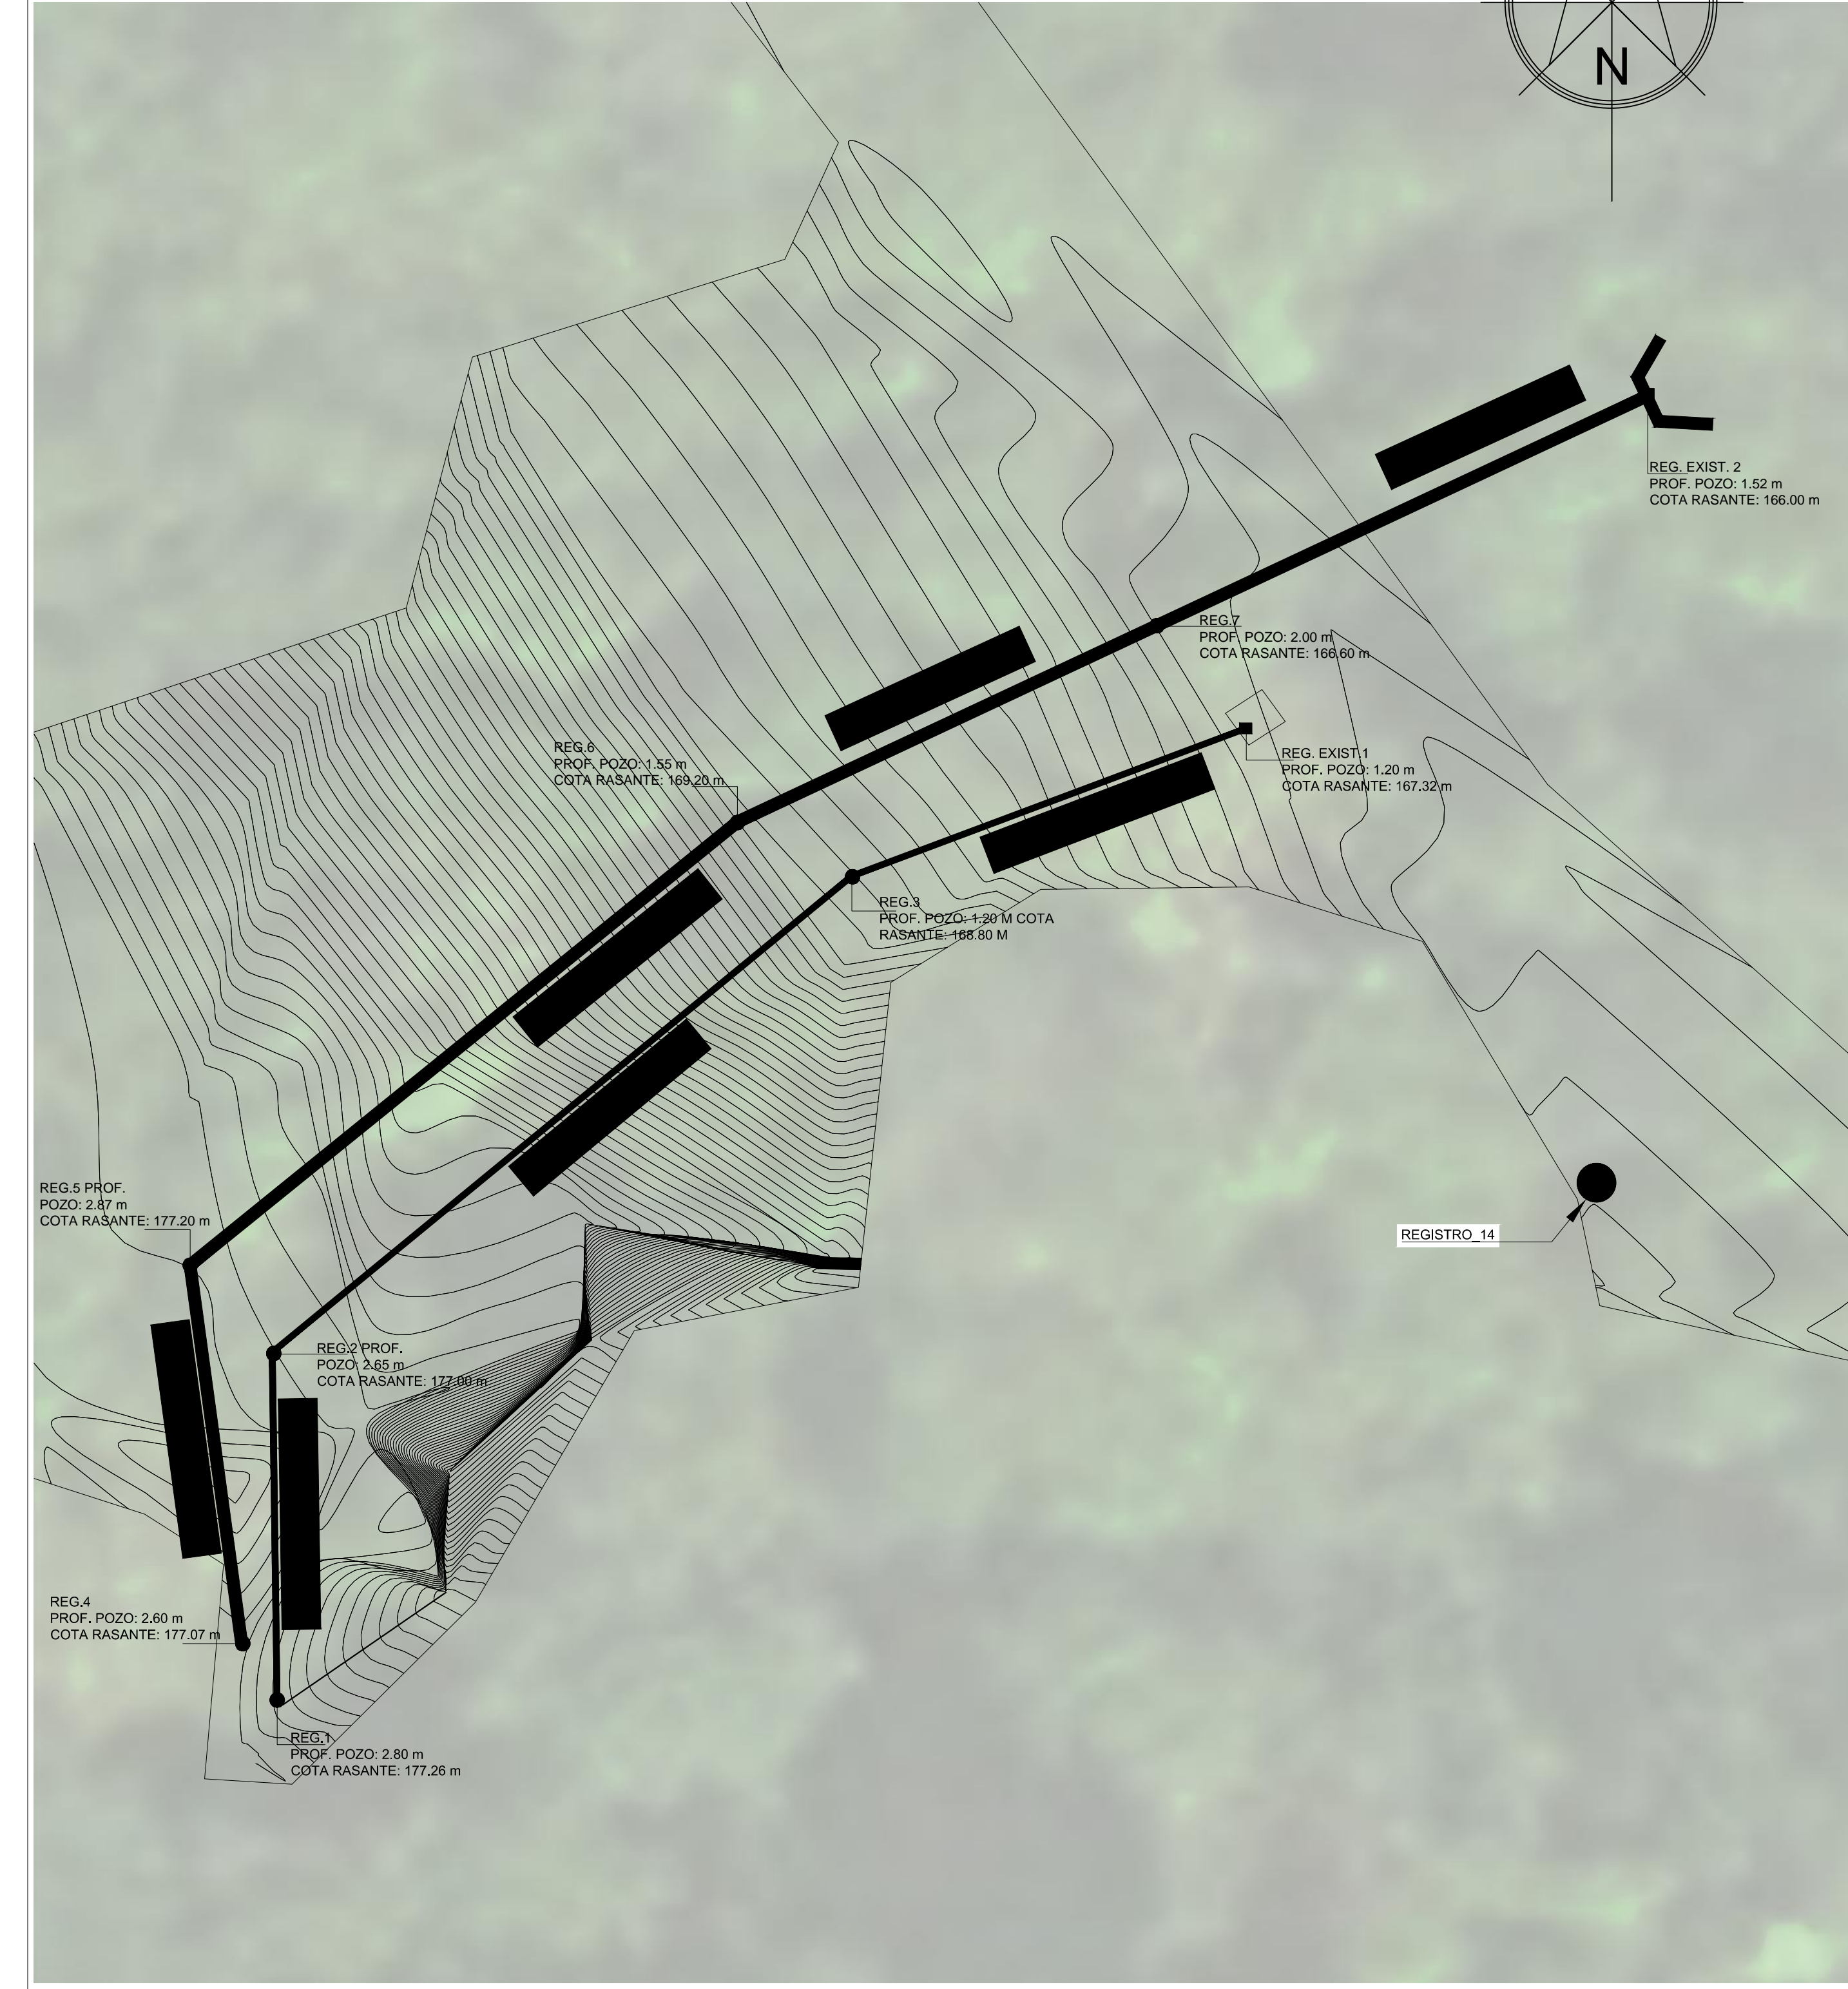 N
REG. EXIST. 2
PROF. POZO: 1.52 m
COTA RASANTE: 166.00 m
REG.7
PROF. POZO: 2.00 m
COTA RASANTE: 166.60 m
REG.6
PROF. POZO: 1.55 m
COTA RASANTE: 169.20 m
REG. EXIST.1
PROF. POZO: 1.20 m
COTA RASANTE: 167.32 m
REG.3
PROF. POZO: 1.20 M COTA
RASANTE: 168.80 M
REG.5 PROF.
POZO: 2.87 m
COTA RASANTE: 177.20 m
REGISTRO_14
REG.2 PROF.
POZO: 2.65 m
COTA RASANTE: 177.00 m
REG.4
PROF. POZO: 2.60 m
COTA RASANTE: 177.07 m
REG.1
PROF. POZO: 2.80 m
COTA RASANTE: 177.26 m